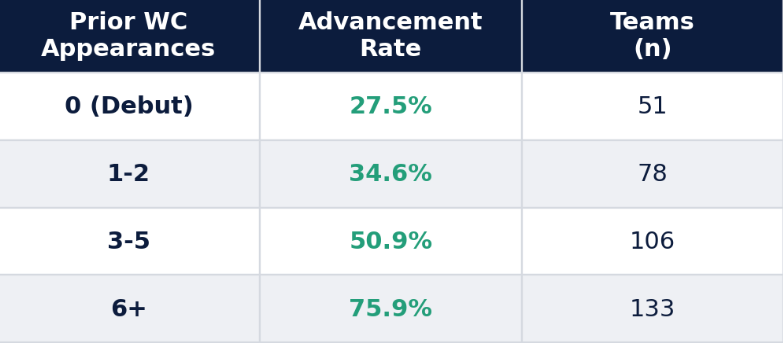 Prior WC Appearances | Advancement Rate | Teams (n)
0 (Debut) | 27.5% | 51
1-2 | 34.6% | 78
3-5 | 50.9% | 106
6+ | 75.9% | 133